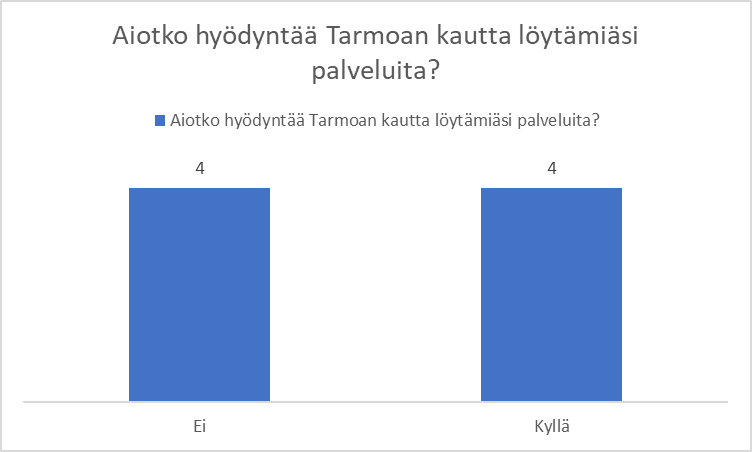 Aiotko hyödyntää Tarmoan kautta löytämiäsi
palveluita?
Aiotko hyödyntää Tarmoan kautta löytämiäsi palveluita?
4 4
Ei Kyllä